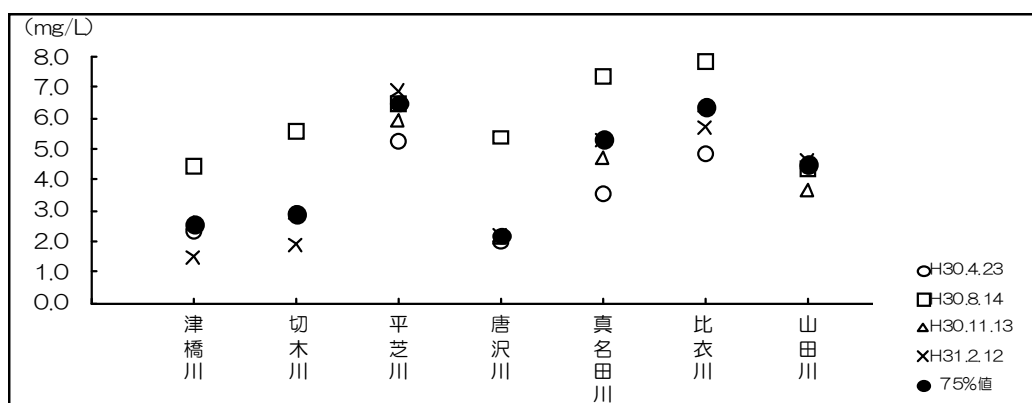 (mg/L)
8.0
7.0
6.0
5.0
4.0
3.0
2.0
1.0
0.0
津橋川
切木川
平芝川
唐沢川
真名田川
比衣川
山田川
H30.4.23
H30.8.14
H30.11.13
H31.2.12
75%値